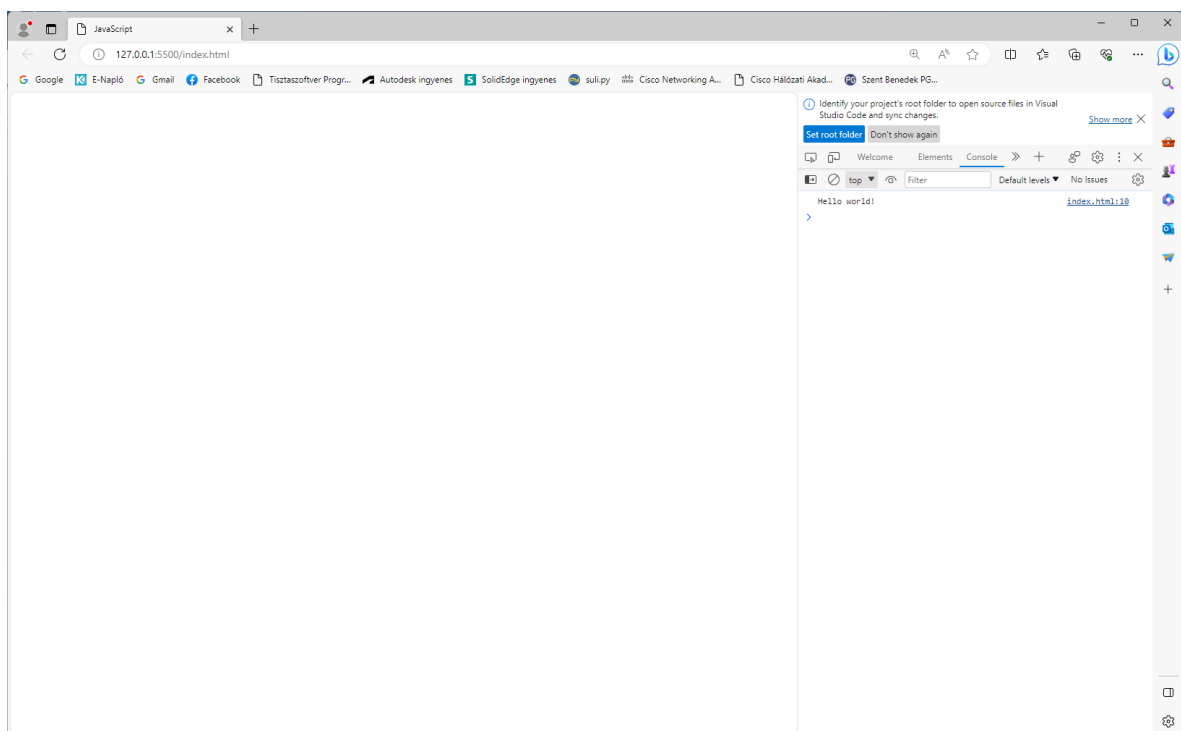 JavaScript
127.0.0.1:5500/index.html
G Google E-Napló G Gmail Facebook Tisztaszoftver Progr... Autodesk ingyenes S SolidEdge ingyenes suli.py Cisco Networking A... Cisco Hálózati Akad... PG Szent Benedek PG...
Identify your project's root folder to open source files in Visual
Studio Code and sync changes.
Show more
Set root folder Don't show again
Welcome Elements Console
top Filter Default levels No Issues
Hello world! index.html:10